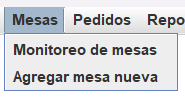 Mesas Pedidos Repo
Monitoreo de mesas
Agregar mesa nueva